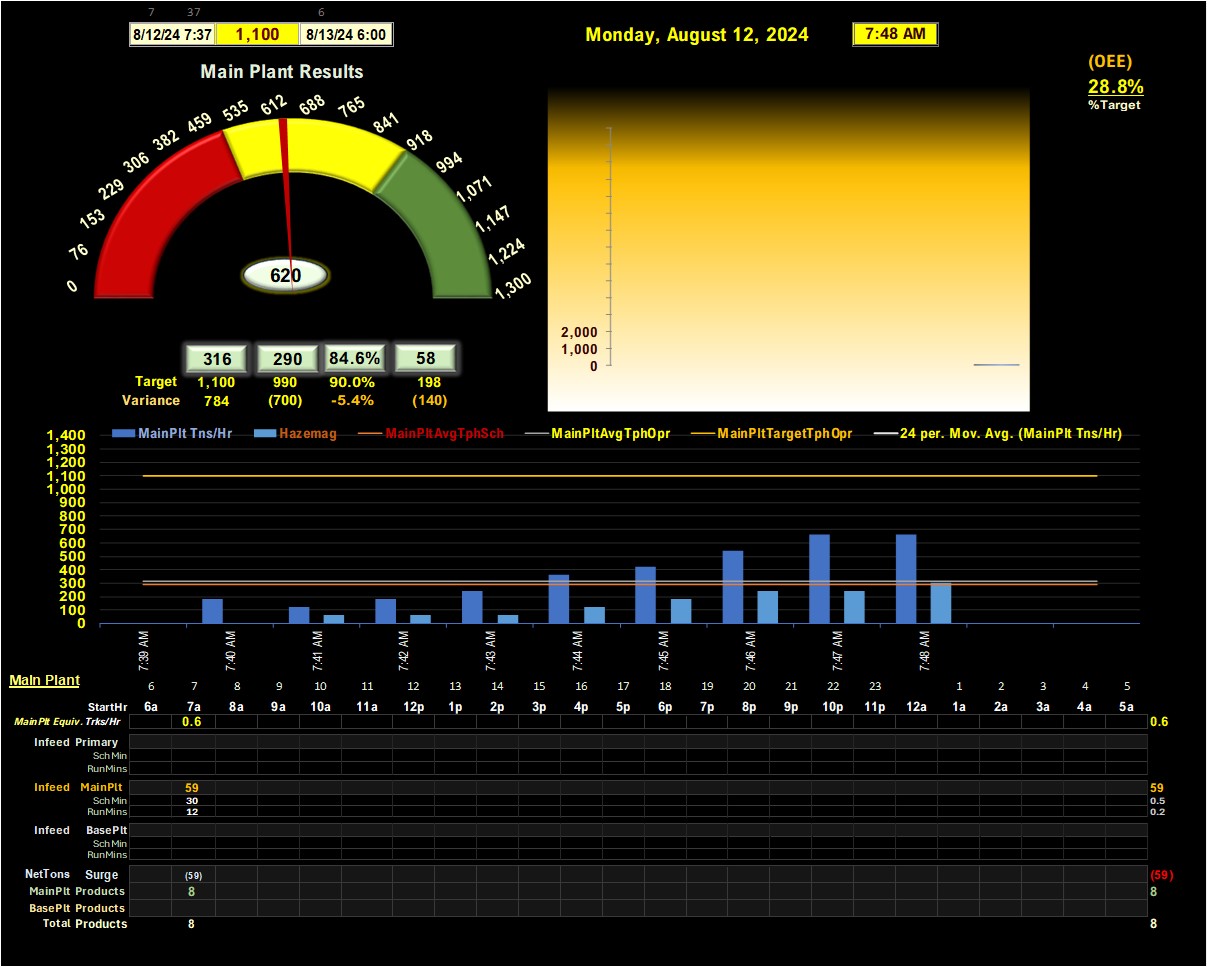 7 37 6
8/12/24 7:37 1,100 8/13/24 6:00
Monday, August 12, 2024 7:48 AM
(OEE)
28.8%
%Target
Main Plant Results
0 76 153 229 306 382 459 535 612 688 765 841 918 994 1,071 1,147 1,224 1,300
620
2,000
1,000
0
316 290 84.6% 58
Target 1,100 990 90.0% 198
Variance 784 (700) -5.4% (140)
MainPlt Tns/Hr Hazemag MainPltAvgTphSch MainPltAvgTphOpr MainPltTargetTphOpr 24 per. Mov. Avg. (MainPlt Tns/Hr)
1,400
1,300
1,200
1,100
1,000
900
800
700
600
500
400
300
200
100
0
7:39 AM 7:40 AM 7:41 AM 7:42 AM 7:43 AM 7:44 AM 7:45 AM 7:46 AM 7:47 AM 7:48 AM
Main Plant
6 7 8 9 10 11 12 13 14 15 16 17 18 19 20 21 22 23 1 2 3 4 5
StartHr 6a 7a 8a 9a 10a 11a 12p 1p 2p 3p 4p 5p 6p 7p 8p 9p 10p 11p 12a 1a 2a 3a 4a 5a
MainPlt Equiv. Trks/Hr 0.6 0.6
Infeed Primary
Sch Min
RunMins
Infeed MainPlt 59 59
Sch Min 30 0.5
RunMins 12 0.2
Infeed BasePlt
Sch Min
RunMins
NetTons Surge (59) (59)
MainPlt Products 8 8
BasePlt Products
Total Products 8 8